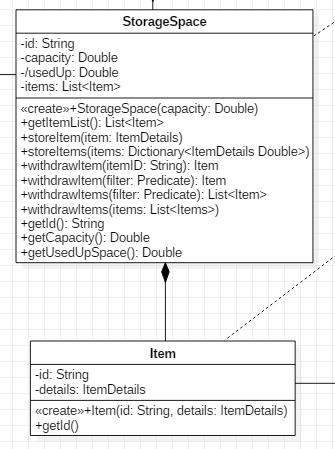 StorageSpace
-id: String
-capacity: Double
-/usedUp: Double
-items: List<Item>
«create»+StorageSpace(capacity: Double)
+getItemList(): List<Item>
+storeItem(item: ItemDetails)
+storeItems(items: Dictionary<ItemDetails Double>)
+withdrawItem(itemID: String): Item
+withdrawItem(filter: Predicate): Item
+withdrawItems(filter: Predicate): List<Item>
+withdrawItems(items: List<Items>)
+getId(): String
+getCapacity(): Double
+getUsedUpSpace(): Double
Item
-id: String
-details: ItemDetails
«create»+Item(id: String, details: ItemDetails)
+getId()